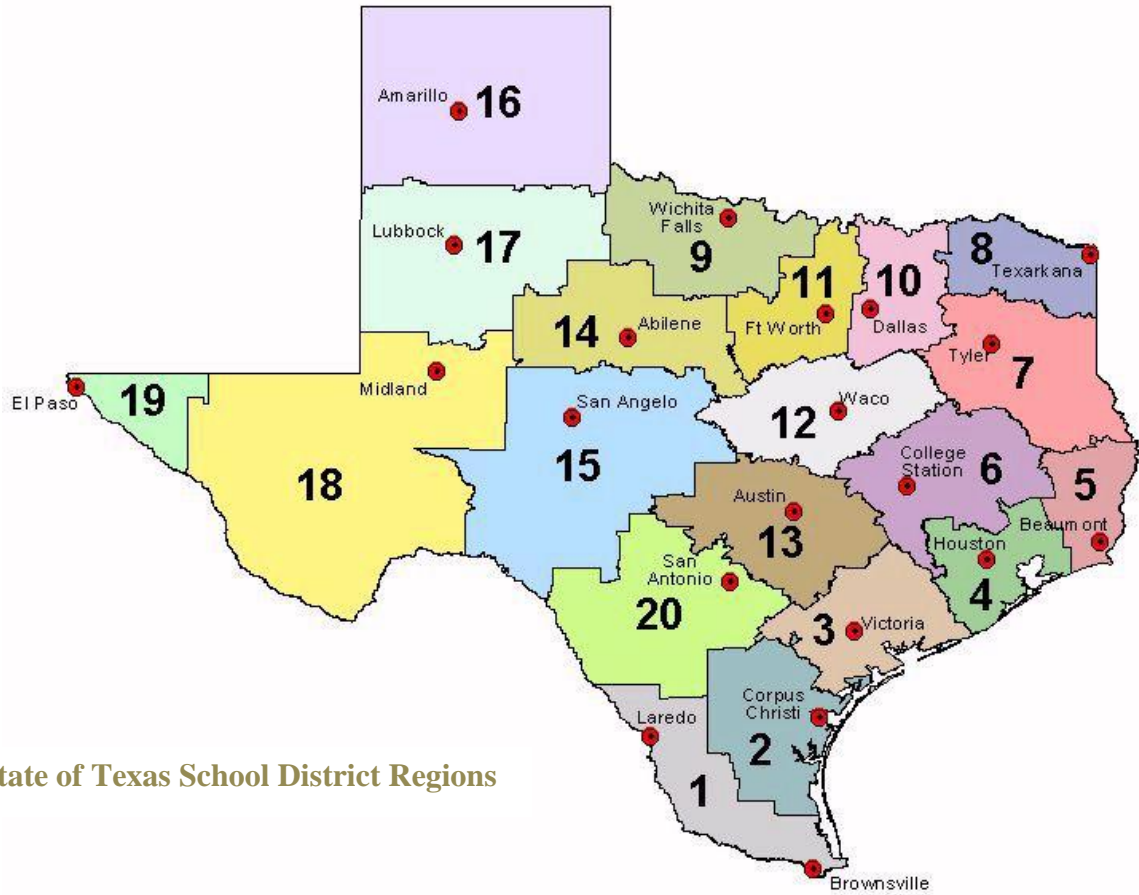 Amarillo
16
Lubbock
17
Wichita
Falls
9
11
10
8
Texarkana
14
Abilene
Ft Worth
Dallas
Tyler
7
El Paso
19
Midland
San Angelo
12
Waco
18
15
College
Station
6
5
Austin
13
Beaumont
Houston
4
San
Antonio
20
3
Victoria
Corpus
Christi
2
Laredo
1
tate of Texas School District Regions
Brownsville